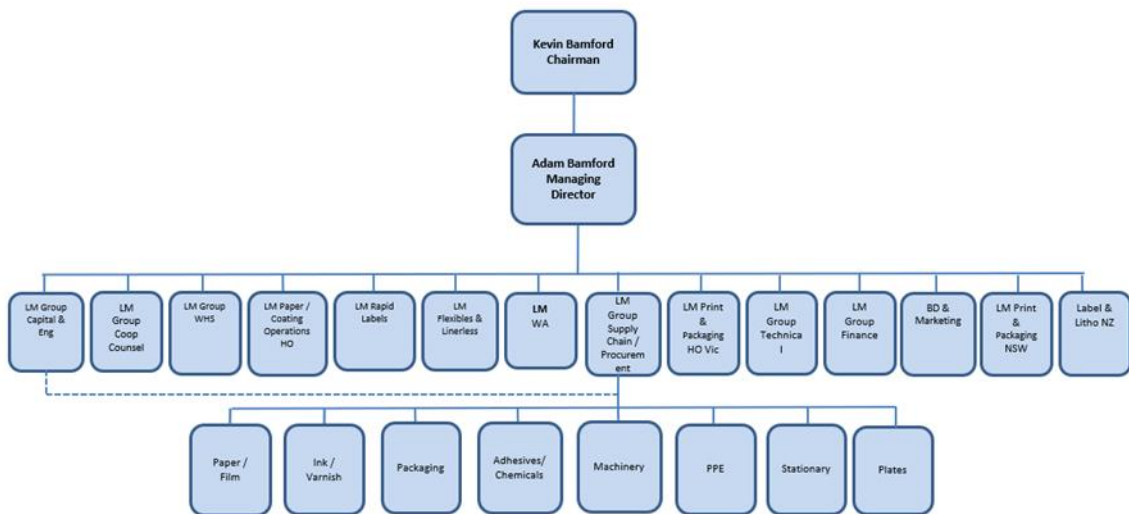 Kevin Bamford
Chairman
Adam Bamford
Managing
Director
LM Group
Capital &
Eng
LM
Group
Coop
Counsel
LM Group
WHS
LM Paper /
Coating
Operations
HO
LM Rapid
Labels
LM
Flexibles &
Linerless
LM
WA
LM
Group
Supply
Chain /
Procurem
ent
LM Print
&
Packaging
HO Vic
LM
Group
Technica
l
LM
Group
Finance
BD &
Marketing
LM Print
&
Packaging
NSW
Label &
Litho NZ
Paper /
Film
Ink /
Varnish
Packaging
Adhesives/
Chemicals
Machinery
PPE
Stationary
Plates